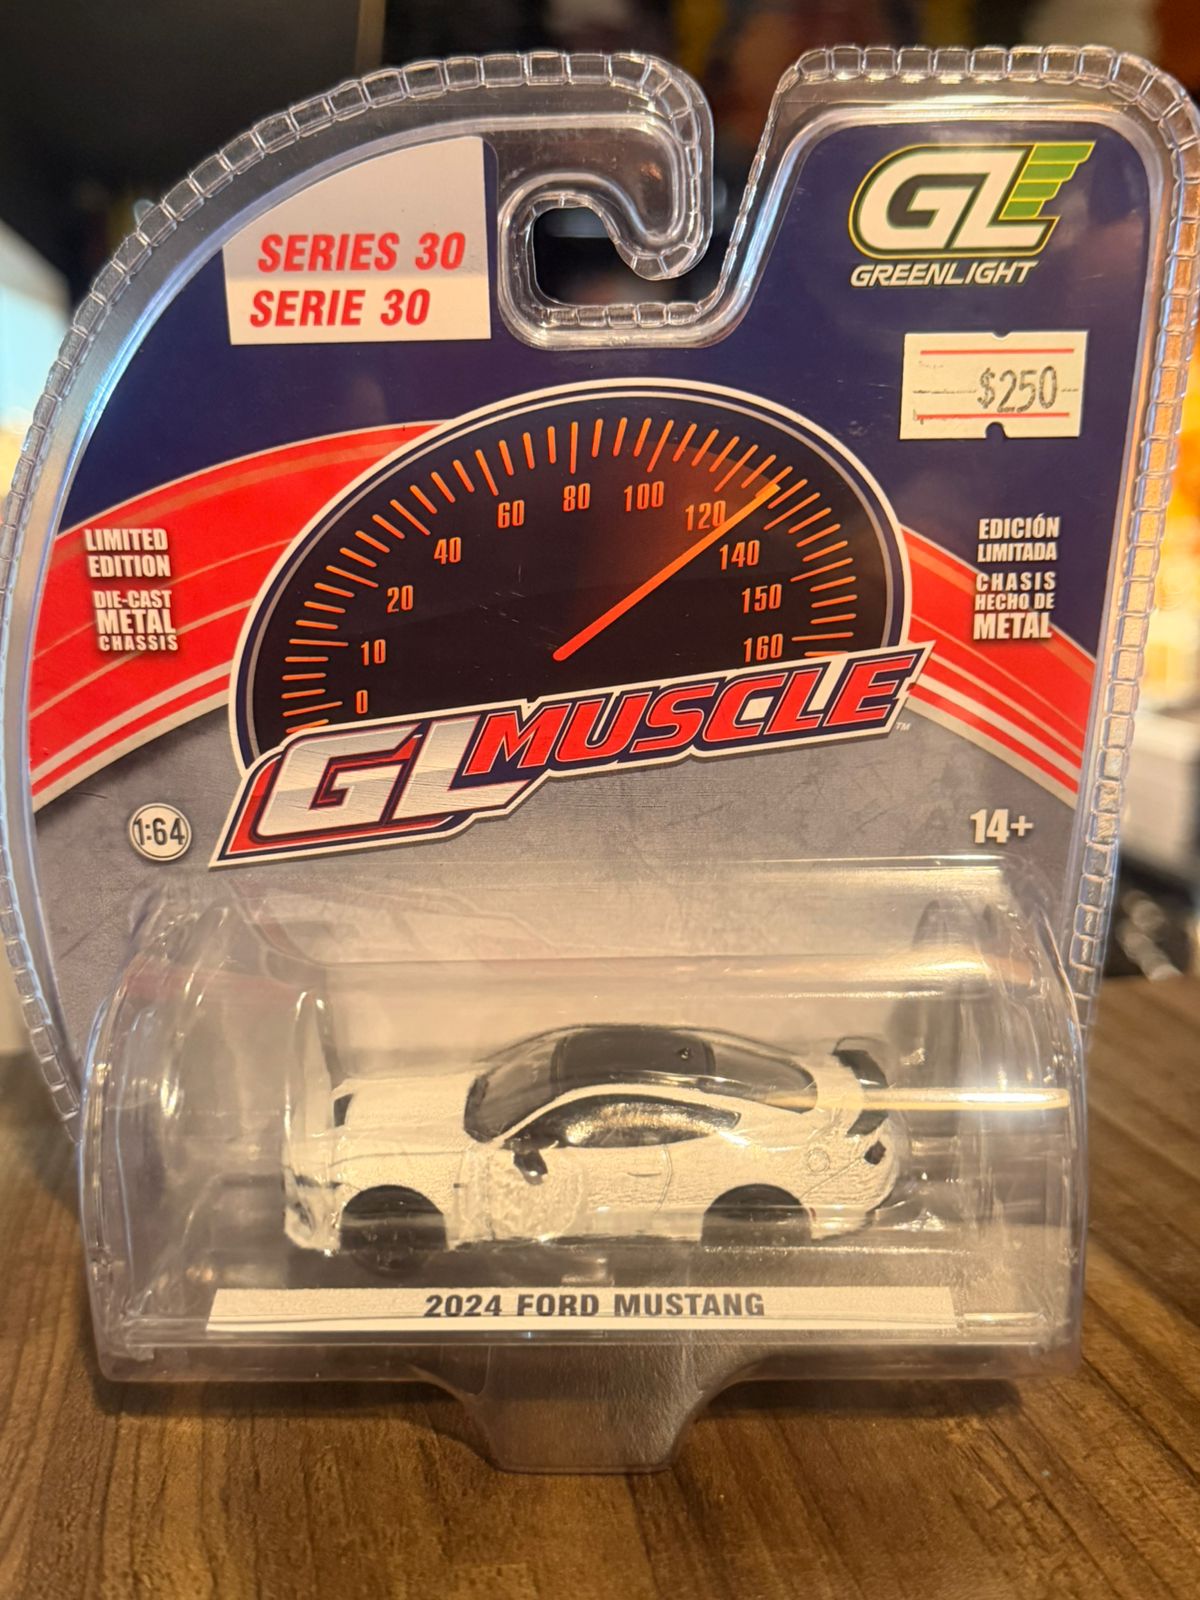 SERIES 30
SERIE 30
GL
GREENLIGHT
$250
LIMITED
EDITION
DIE-CAST
METAL
CHASSIS
EDICIÓN
LIMITADA
CHASIS
HECHO DE
METAL
0
10
20
40
60
80
100
120
140
150
160
GL MUSCLE™
1:64
14+
2024 FORD MUSTANG